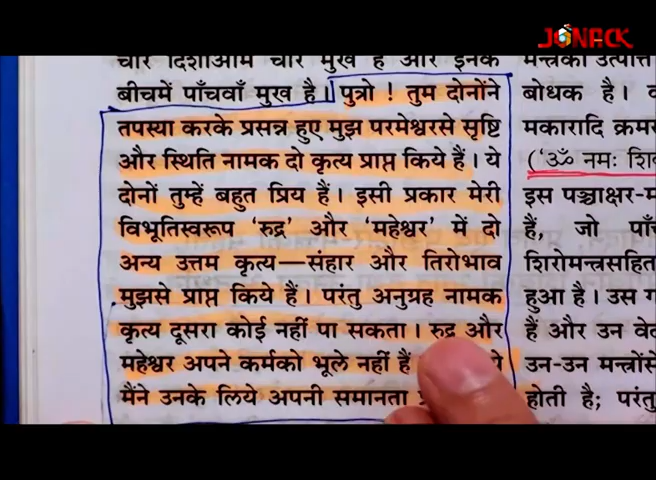 JONECK
चार दिशाओंमें चार मुख हैं और इनके
बीचमें पाँचवाँ मुख है। पुत्रो ! तुम दोनोंने
तपस्या करके प्रसन्न हुए मुझ परमेश्वरसे सृष्टि
और स्थिति नामक दो कृत्य प्राप्त किये हैं। ये
दोनों तुम्हें बहुत प्रिय हैं। इसी प्रकार मेरी
विभूतिस्वरूप ‘रुद्र’ और ‘महेश्वर’ में दो
अन्य उत्तम कृत्य—संहार और तिरोभाव
मुझसे प्राप्त किये हैं। परंतु अनुग्रह नामक
कृत्य दूसरा कोई नहीं पा सकता। रुद्र और
महेश्वर अपने कर्मको भूले नहीं हैं
मैंने उनके लिये अपनी समानता
मन्त्रकी उत्पत्ति
बोधक है।
मकारादि क्रमस
(‘ॐ नमः शि
इस पञ्चाक्षर-म
हैं, जो पाँ
शिरोमन्त्रसहित
हुआ है। उस ग
हैं और उन वे
उन-उन मन्त्रोंसे
होती है; परंतु